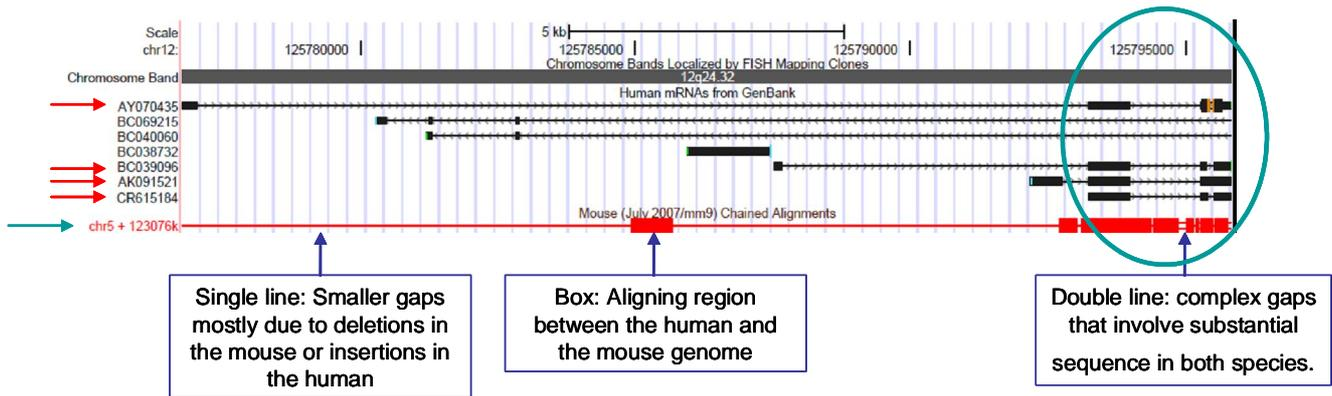 Scale
5 kb
chr12:
125780000
125785000
125790000
125795000
Chromosome Bands Localized by FISH Mapping Clones
Chromosome Band
12q24.32
Human mRNAs from GenBank
AY070435
BC069215
BC040060
BC038732
BC039096
AK091521
CR615184
Mouse (July 2007/mm9) Chained Alignments
chr5 + 123076k
Single line: Smaller gaps
mostly due to deletions in
the mouse or insertions in
the human
Box: Aligning region
between the human and
the mouse genome
Double line: complex gaps
that involve substantial
sequence in both species.